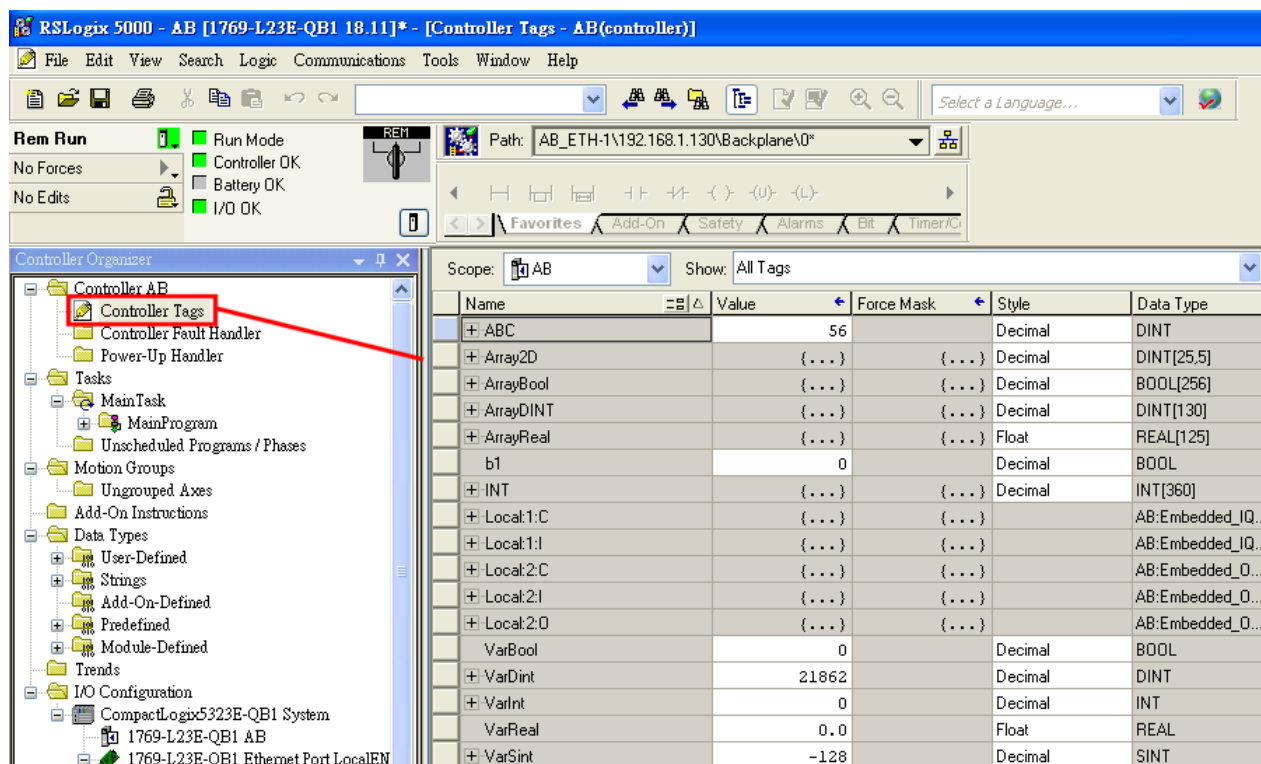 RSLogix 5000 - AB [1769-L23E-QB1 18.11]* - [Controller Tags - AB(controller)]
File Edit View Search Logic Communications Tools Window Help
Select a Language...
Rem Run
No Forces
No Edits
Run Mode
Controller OK
Battery OK
I/O OK
REM
Path: AB_ETH-1\192.168.1.130\Backplane\0*
Favorites Add-On Safety Alarms Bit
Controller Organizer
Controller AB
Controller Tags
Controller Fault Handler
Power-Up Handler
Tasks
MainTask
MainProgram
Unscheduled Programs / Phases
Motion Groups
Ungrouped Axes
Add-On Instructions
Data Types
User-Defined
Strings
Add-On-Defined
Predefined
Module-Defined
Trends
I/O Configuration
CompactLogix5323E-QB1 System
1769-L23E-QB1 AB
1769-L23E-QB1 Ethernet Port LocalEN
Scope: AB Show: All Tags
Name Value Force Mask Style Data Type
ABC 56 Decimal DINT
Array2D {...} {...} Decimal DINT[25,5]
ArrayBool {...} {...} Decimal BOOL[256]
ArrayDINT {...} {...} Decimal DINT[130]
ArrayReal {...} {...} Float REAL[125]
b1 0 Decimal BOOL
INT {...} {...} Decimal INT[360]
Local:1:C {...} {...} AB:Embedded_IQ...
Local:1:I {...} {...} AB:Embedded_IQ...
Local:2:C {...} {...} AB:Embedded_O...
Local:2:I {...} {...} AB:Embedded_O...
Local:2:O {...} {...} AB:Embedded_O...
VarBool 0 Decimal BOOL
VarDint 21862 Decimal DINT
VarInt 0 Decimal INT
VarReal 0.0 Float REAL
VarSint -128 Decimal SINT